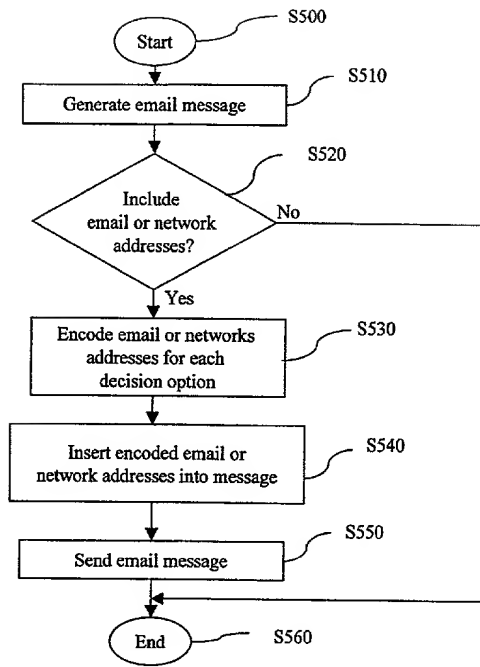 S500
Start
S510
Generate email message
S520
Include
email or network
addresses?
No
Yes
S530
Encode email or networks
addresses for each
decision option
S540
Insert encoded email or
network addresses into message
S550
Send email message
End
S560